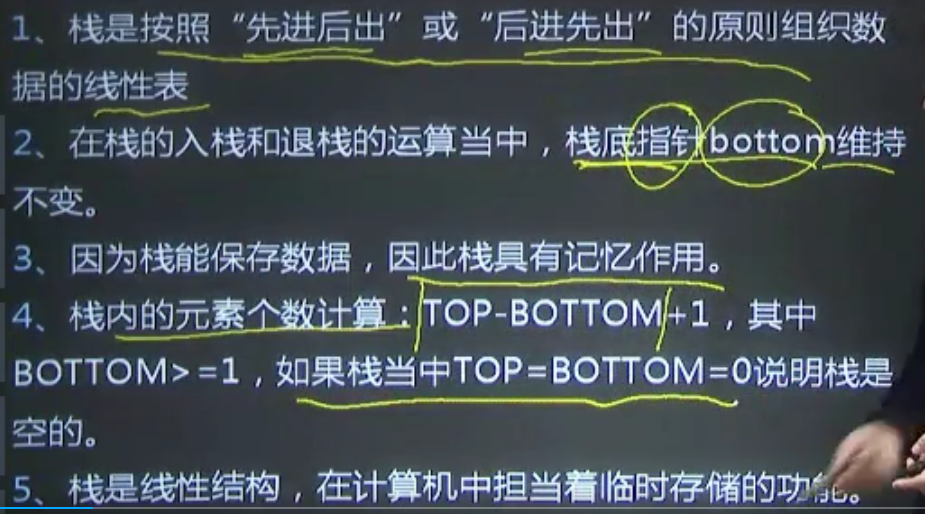 1、栈是按照“先进后出”或“后进先出”的原则组织数
据的线性表
2、在栈的入栈和退栈的运算当中，栈底指针bottom维持
不变。
3、因为栈能保存数据，因此栈具有记忆作用。
4、栈内的元素个数计算：TOP-BOTTOM+1，其中
BOTTOM>=1，如果栈当中TOP=BOTTOM=0说明栈是
空的。
5、栈是线性结构，在计算机中担当着临时存储的功能。